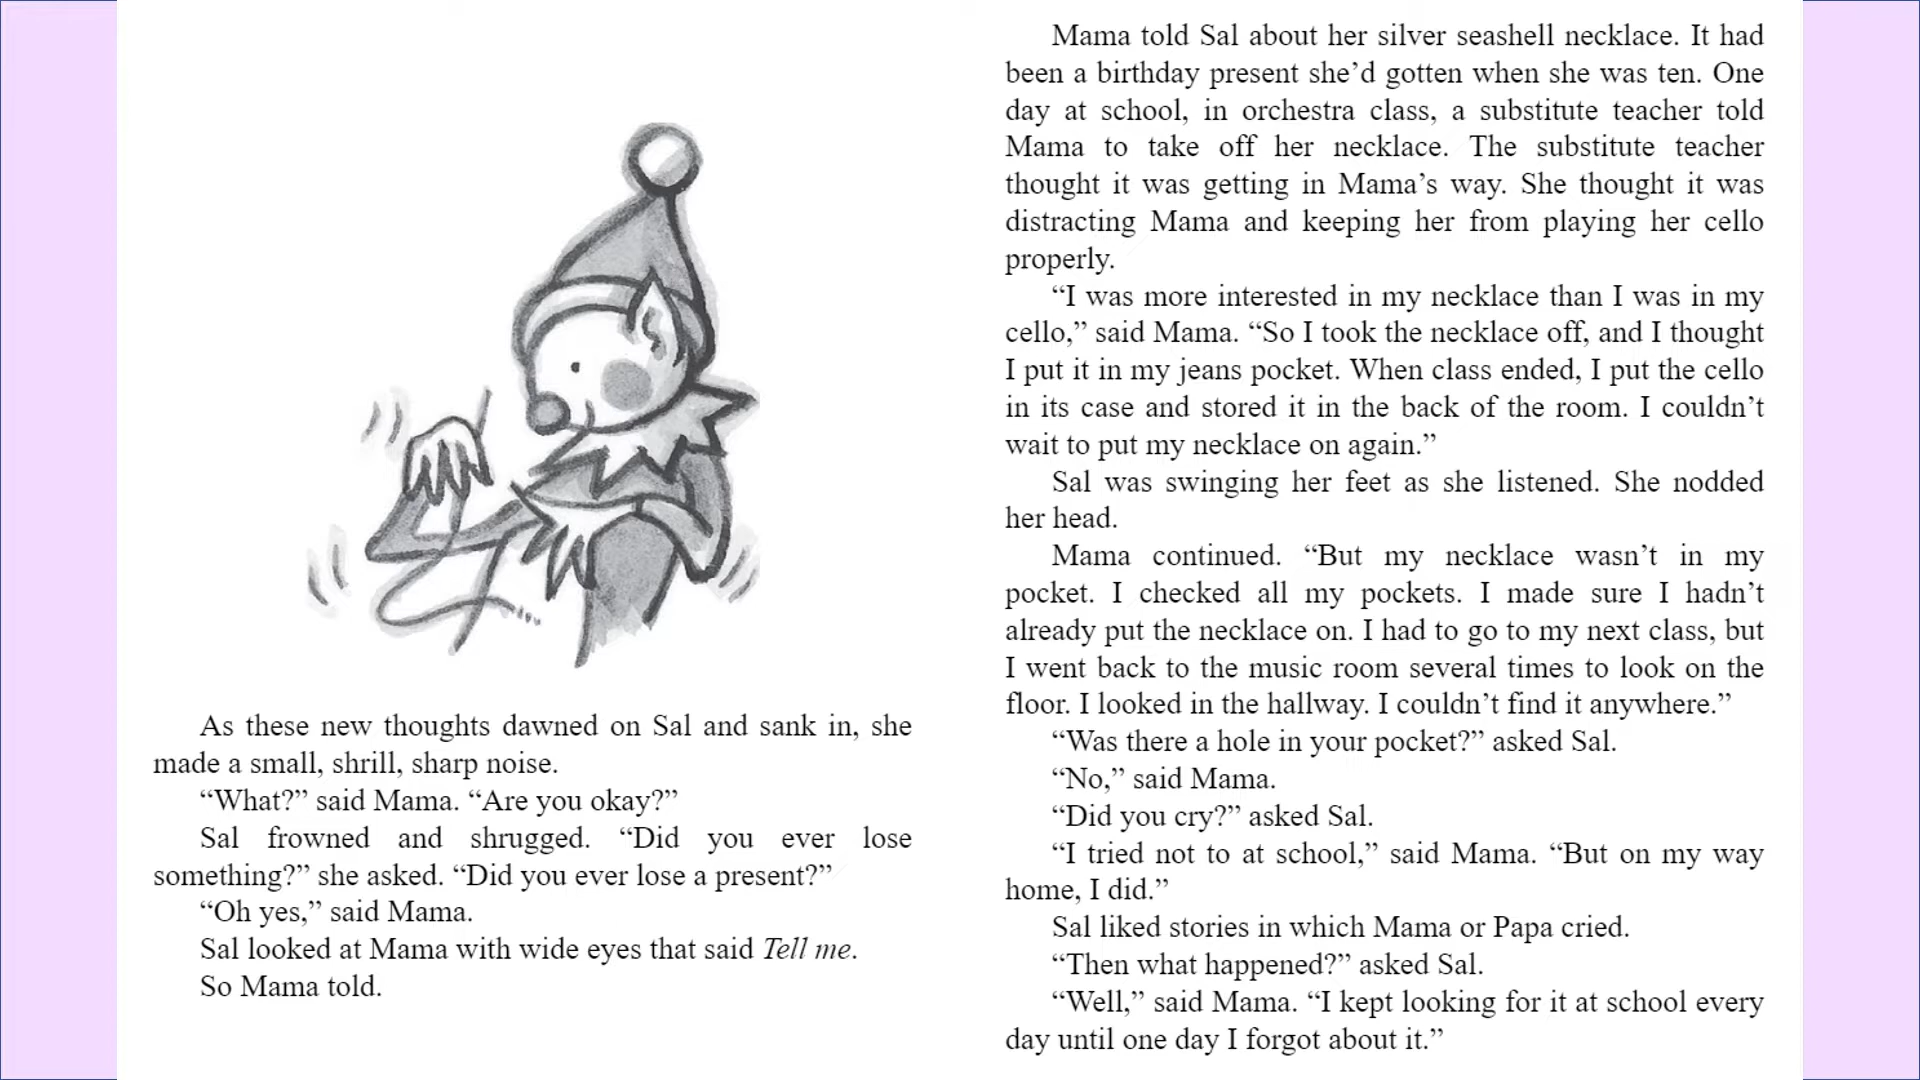 As these new thoughts dawned on Sal and sank in, she
made a small, shrill, sharp noise.
“What?” said Mama. “Are you okay?”
Sal frowned and shrugged. “Did you ever lose
something?” she asked. “Did you ever lose a present?”
“Oh yes,” said Mama.
Sal looked at Mama with wide eyes that said Tell me.
So Mama told.
Mama told Sal about her silver seashell necklace. It had
been a birthday present she’d gotten when she was ten. One
day at school, in orchestra class, a substitute teacher told
Mama to take off her necklace. The substitute teacher
thought it was getting in Mama’s way. She thought it was
distracting Mama and keeping her from playing her cello
properly.
“I was more interested in my necklace than I was in my
cello,” said Mama. “So I took the necklace off, and I thought
I put it in my jeans pocket. When class ended, I put the cello
in its case and stored it in the back of the room. I couldn’t
wait to put my necklace on again.”
Sal was swinging her feet as she listened. She nodded
her head.
Mama continued. “But my necklace wasn’t in my
pocket. I checked all my pockets. I made sure I hadn’t
already put the necklace on. I had to go to my next class, but
I went back to the music room several times to look on the
floor. I looked in the hallway. I couldn’t find it anywhere.”
“Was there a hole in your pocket?” asked Sal.
“No,” said Mama.
“Did you cry?” asked Sal.
“I tried not to at school,” said Mama. “But on my way
home, I did.”
Sal liked stories in which Mama or Papa cried.
“Then what happened?” asked Sal.
“Well,” said Mama. “I kept looking for it at school every
day until one day I forgot about it.”